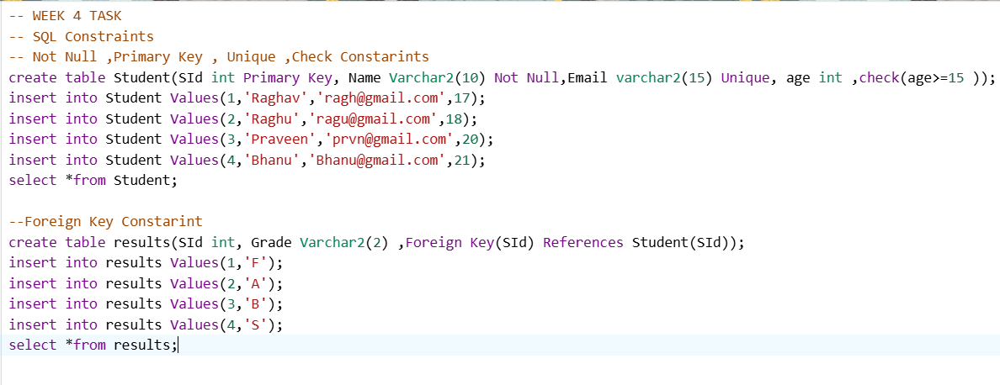 -- WEEK 4 TASK
-- SQL Constraints
-- Not Null ,Primary Key , Unique ,Check Constarints
create table Student(SId int Primary Key, Name Varchar2(10) Not Null,Email varchar2(15) Unique, age int ,check(age>=15 ));
insert into Student Values(1,'Raghav','ragh@gmail.com',17);
insert into Student Values(2,'Raghu','ragu@gmail.com',18);
insert into Student Values(3,'Praveen','prvn@gmail.com',20);
insert into Student Values(4,'Bhanu','Bhanu@gmail.com',21);
select *from Student;

--Foreign Key Constarint
create table results(SId int, Grade Varchar2(2) ,Foreign Key(SId) References Student(SId));
insert into results Values(1,'F');
insert into results Values(2,'A');
insert into results Values(3,'B');
insert into results Values(4,'S');
select *from results;